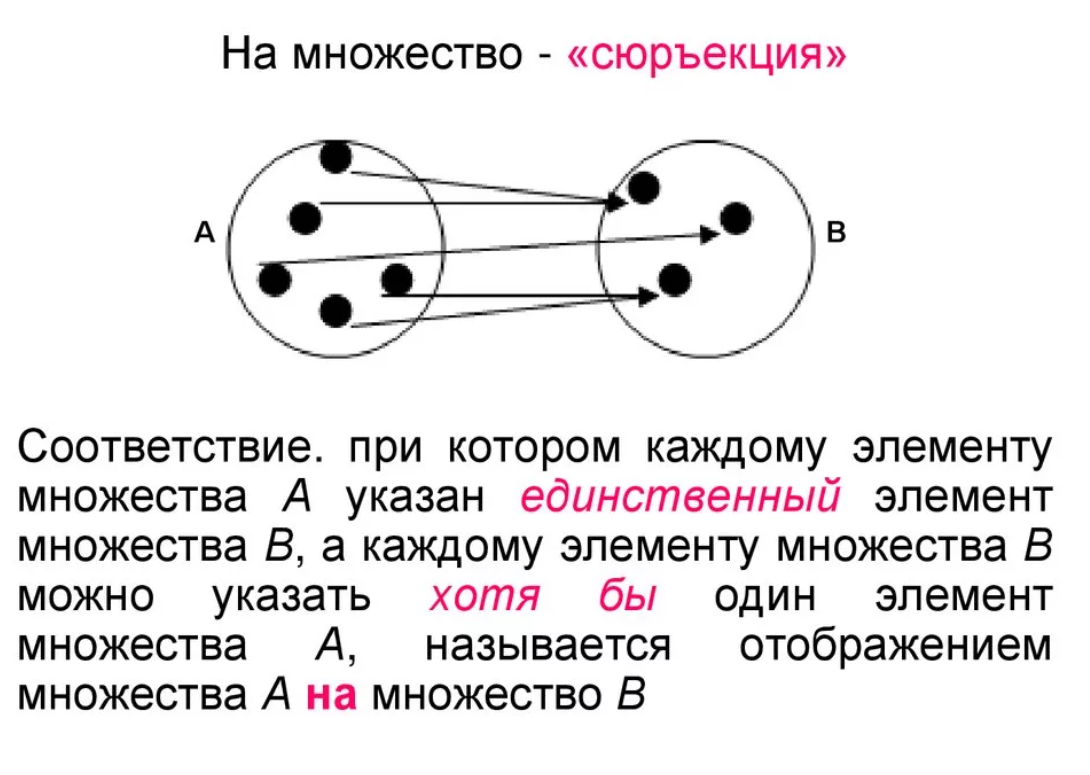 На множество - «сюръекция»
А
В
Соответствие. при котором каждому элементу
множества А указан единственный элемент
множества В, а каждому элементу множества В
можно указать хотя бы один элемент
множества А, называется отображением
множества А на множество В